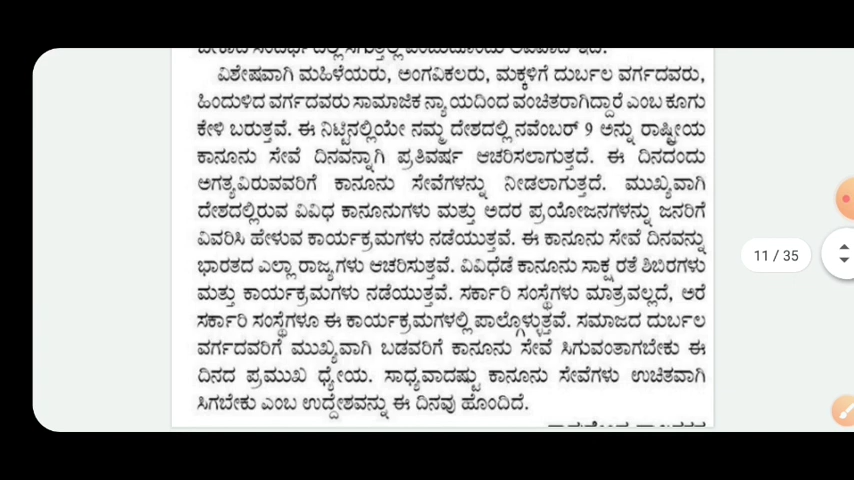 ವಿಶೇಷವಾಗಿ ಮಹಿಳೆಯರು, ಅಂಗವಿಕಲರು, ಮಕ್ಕಳಿಗೆ ದುರ್ಬಲ ವರ್ಗದವರು,
ಹಿಂದುಳಿದ ವರ್ಗದವರು ಸಾಮಾಜಿಕ ನ್ಯಾಯದಿಂದ ವಂಚಿತರಾಗಿದ್ದಾರೆ ಎಂಬ ಕೂಗು
ಕೇಳಿ ಬರುತ್ತವೆ. ಈ ನಿಟ್ಟಿನಲ್ಲಿಯೇ ನಮ್ಮ ದೇಶದಲ್ಲಿ ನವೆಂಬರ್ 9 ಅನ್ನು ರಾಷ್ಟ್ರೀಯ
ಕಾನೂನು ಸೇವೆ ದಿನವನ್ನಾಗಿ ಪ್ರತಿವರ್ಷ ಆಚರಿಸಲಾಗುತ್ತದೆ. ಈ ದಿನದಂದು
ಅಗತ್ಯವಿರುವವರಿಗೆ ಕಾನೂನು ಸೇವೆಗಳನ್ನು ನೀಡಲಾಗುತ್ತದೆ. ಮುಖ್ಯವಾಗಿ
ದೇಶದಲ್ಲಿರುವ ವಿವಿಧ ಕಾನೂನುಗಳು ಮತ್ತು ಅದರ ಪ್ರಯೋಜನಗಳನ್ನು ಜನರಿಗೆ
ವಿವರಿಸಿ ಹೇಳುವ ಕಾರ್ಯಕ್ರಮಗಳು ನಡೆಯುತ್ತವೆ. ಈ ಕಾನೂನು ಸೇವೆ ದಿನವನ್ನು
ಭಾರತದ ಎಲ್ಲಾ ರಾಜ್ಯಗಳು ಆಚರಿಸುತ್ತವೆ. ವಿವಿಧೆಡೆ ಕಾನೂನು ಸಾಕ್ಷರತೆ ಶಿಬಿರಗಳು
ಮತ್ತು ಕಾರ್ಯಕ್ರಮಗಳು ನಡೆಯುತ್ತವೆ. ಸರ್ಕಾರಿ ಸಂಸ್ಥೆಗಳು ಮಾತ್ರವಲ್ಲದೆ, ಅರೆ
ಸರ್ಕಾರಿ ಸಂಸ್ಥೆಗಳೂ ಈ ಕಾರ್ಯಕ್ರಮಗಳಲ್ಲಿ ಪಾಲ್ಗೊಳ್ಳುತ್ತವೆ. ಸಮಾಜದ ದುರ್ಬಲ
ವರ್ಗದವರಿಗೆ ಮುಖ್ಯವಾಗಿ ಬಡವರಿಗೆ ಕಾನೂನು ಸೇವೆ ಸಿಗುವಂತಾಗಬೇಕು ಈ
ದಿನದ ಪ್ರಮುಖ ಧ್ಯೇಯ. ಸಾಧ್ಯವಾದಷ್ಟು ಕಾನೂನು ಸೇವೆಗಳು ಉಚಿತವಾಗಿ
ಸಿಗಬೇಕು ಎಂಬ ಉದ್ದೇಶವನ್ನು ಈ ದಿನವು ಹೊಂದಿದೆ.
11 / 35